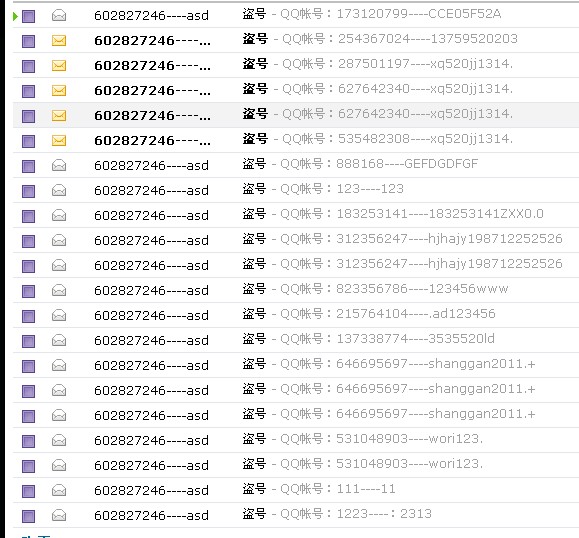 602827246----asd 盗号 - QQ帐号：173120799----CCE05F52A
602827246----... 盗号 - QQ帐号：254367024----13759520203
602827246----... 盗号 - QQ帐号：287501197----xq520jj1314.
602827246----... 盗号 - QQ帐号：627642340----xq520jj1314.
602827246----... 盗号 - QQ帐号：627642340----xq520jj1314.
602827246----... 盗号 - QQ帐号：535482308----xq520jj1314.
602827246----asd 盗号 - QQ帐号：888168----GEFDGDFGF
602827246----asd 盗号 - QQ帐号：123----123
602827246----asd 盗号 - QQ帐号：183253141----183253141ZXX0.0
602827246----asd 盗号 - QQ帐号：312356247----hjhajy198712252526
602827246----asd 盗号 - QQ帐号：312356247----hjhajy198712252526
602827246----asd 盗号 - QQ帐号：823356786----123456www
602827246----asd 盗号 - QQ帐号：215764104----.ad123456
602827246----asd 盗号 - QQ帐号：137338774----3535520ld
602827246----asd 盗号 - QQ帐号：646695697----shanggan2011.+
602827246----asd 盗号 - QQ帐号：646695697----shanggan2011.+
602827246----asd 盗号 - QQ帐号：646695697----shanggan2011.+
602827246----asd 盗号 - QQ帐号：531048903----wori123.
602827246----asd 盗号 - QQ帐号：531048903----wori123.
602827246----asd 盗号 - QQ帐号：111----11
602827246----asd 盗号 - QQ帐号：1223----：2313